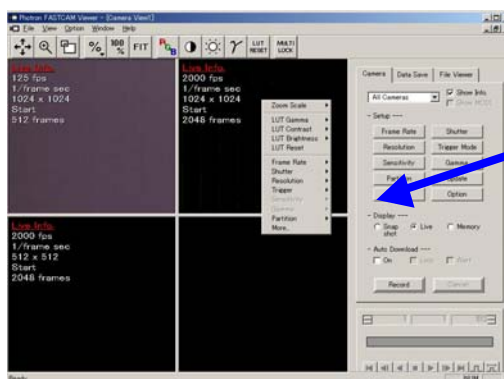 Photron FASTCAM Viewer - [Camera View1]
File View Option Window Help
% 100 % FIT RGB γ LUT RESET MULTI LOCK
Live Info.
125 fps
1/frame sec
1024 x 1024
Start
512 frames
Live Info.
2000 fps
1/frame sec
1024 x 1024
Start
2048 frames
Zoom Scale
LUT Gamma
LUT Contrast
LUT Brightness
LUT Reset
Frame Rate
Shutter
Resolution
Trigger
Sensitivity
Gamma
Partition
More..
Live Info.
2000 fps
1/frame sec
512 x 512
Start
2048 frames
Camera Data Save File Viewer
All Cameras Show Info.
- Setup ----
Frame Rate Shutter
Resolution Trigger Mode
Sensitivity Gamma
Option
- Display ----
Snap shot Live Memory
- Auto Download ----
On
Record Cancel
Ready
NUM